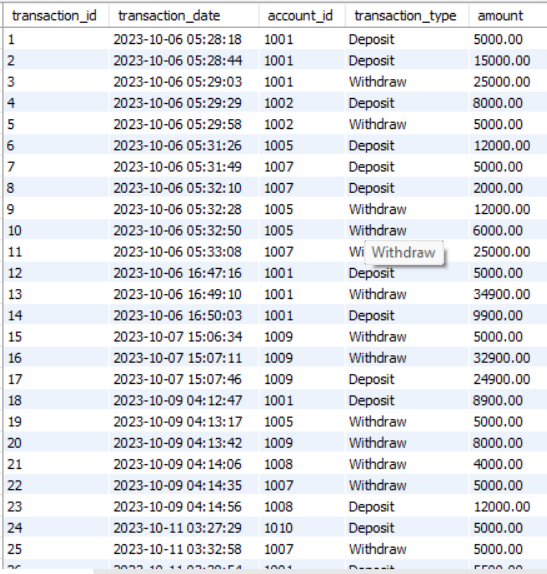 transaction_id transaction_date account_id transaction_type amount
1 2023-10-06 05:28:18 1001 Deposit 5000.00
2 2023-10-06 05:28:44 1001 Deposit 15000.00
3 2023-10-06 05:29:03 1001 Withdraw 25000.00
4 2023-10-06 05:29:29 1002 Deposit 8000.00
5 2023-10-06 05:29:58 1002 Withdraw 5000.00
6 2023-10-06 05:31:26 1005 Deposit 12000.00
7 2023-10-06 05:31:49 1007 Deposit 5000.00
8 2023-10-06 05:32:10 1007 Deposit 2000.00
9 2023-10-06 05:32:28 1005 Withdraw 12000.00
10 2023-10-06 05:32:50 1005 Withdraw 6000.00
11 2023-10-06 05:33:08 1007 Wi Withdraw 25000.00
12 2023-10-06 16:47:16 1001 Deposit 5000.00
13 2023-10-06 16:49:10 1001 Withdraw 34900.00
14 2023-10-06 16:50:03 1001 Deposit 9900.00
15 2023-10-07 15:06:34 1009 Withdraw 5000.00
16 2023-10-07 15:07:11 1009 Withdraw 32900.00
17 2023-10-07 15:07:46 1009 Deposit 24900.00
18 2023-10-09 04:12:47 1001 Deposit 8900.00
19 2023-10-09 04:13:17 1005 Withdraw 5000.00
20 2023-10-09 04:13:42 1009 Withdraw 8000.00
21 2023-10-09 04:14:06 1008 Withdraw 4000.00
22 2023-10-09 04:14:35 1007 Withdraw 5000.00
23 2023-10-09 04:14:56 1008 Deposit 12000.00
24 2023-10-11 03:27:29 1010 Deposit 5000.00
25 2023-10-11 03:32:58 1007 Withdraw 5000.00